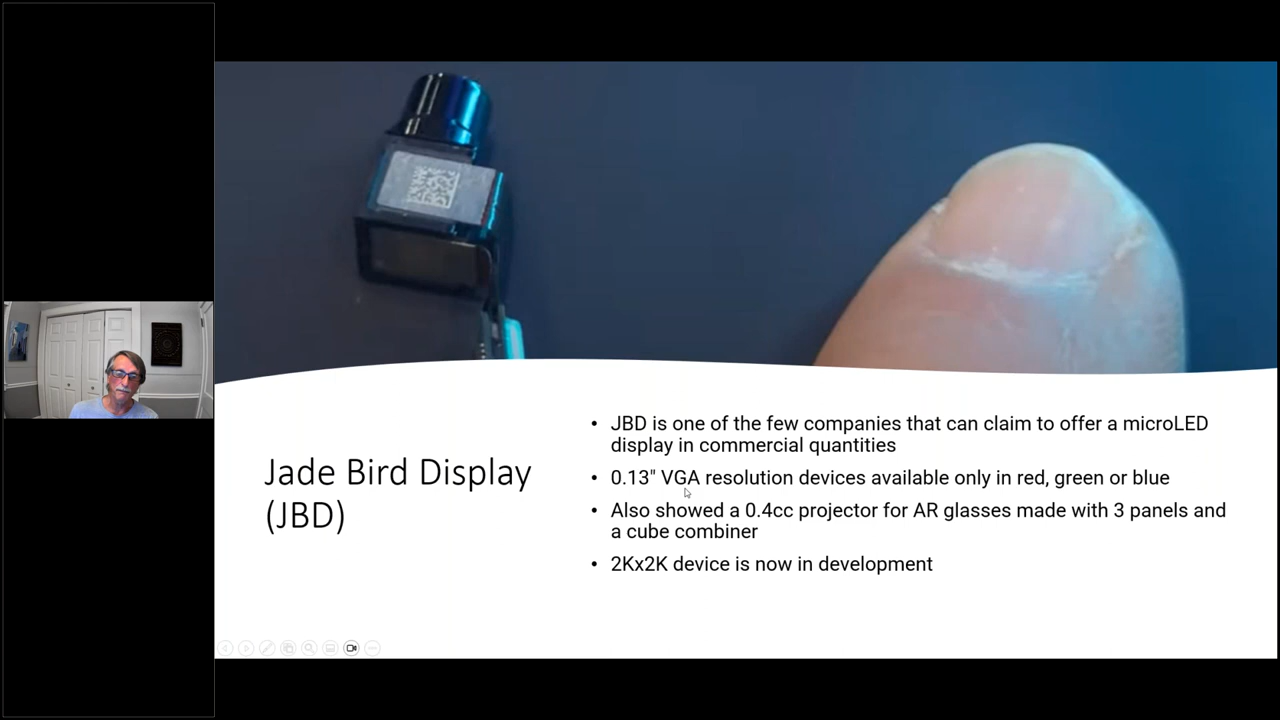 Jade Bird Display
(JBD)
• JBD is one of the few companies that can claim to offer a microLED
display in commercial quantities
• 0.13" VGA resolution devices available only in red, green or blue
• Also showed a 0.4cc projector for AR glasses made with 3 panels and
a cube combiner
• 2Kx2K device is now in development